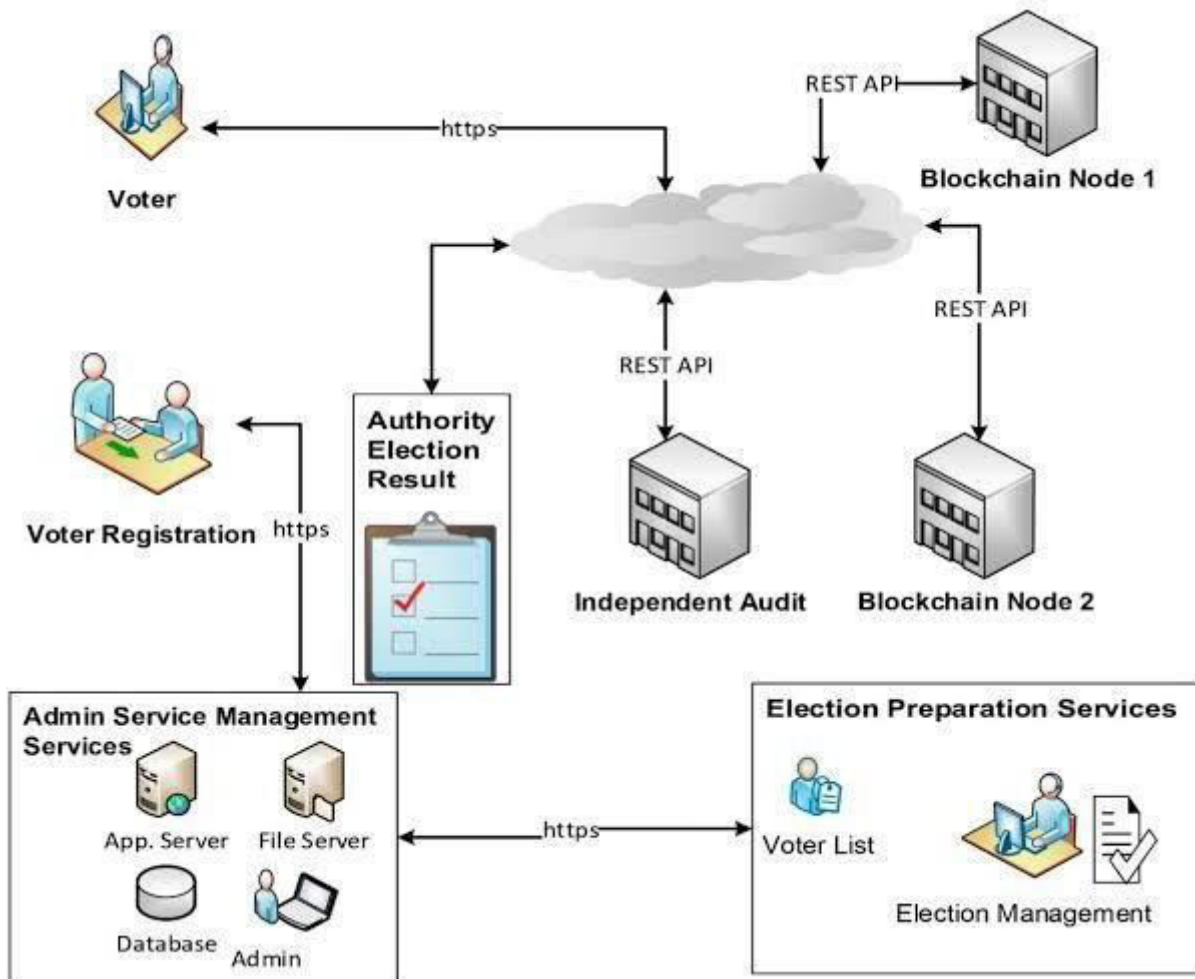 REST API
https
Voter
Blockchain Node 1
REST API
REST API
Authority
Election
Result
Voter Registration
https
Independent Audit
Blockchain Node 2
Admin Service Management
Services
App. Server
File Server
Database
Admin
https
Election Preparation Services
Voter List
Election Management